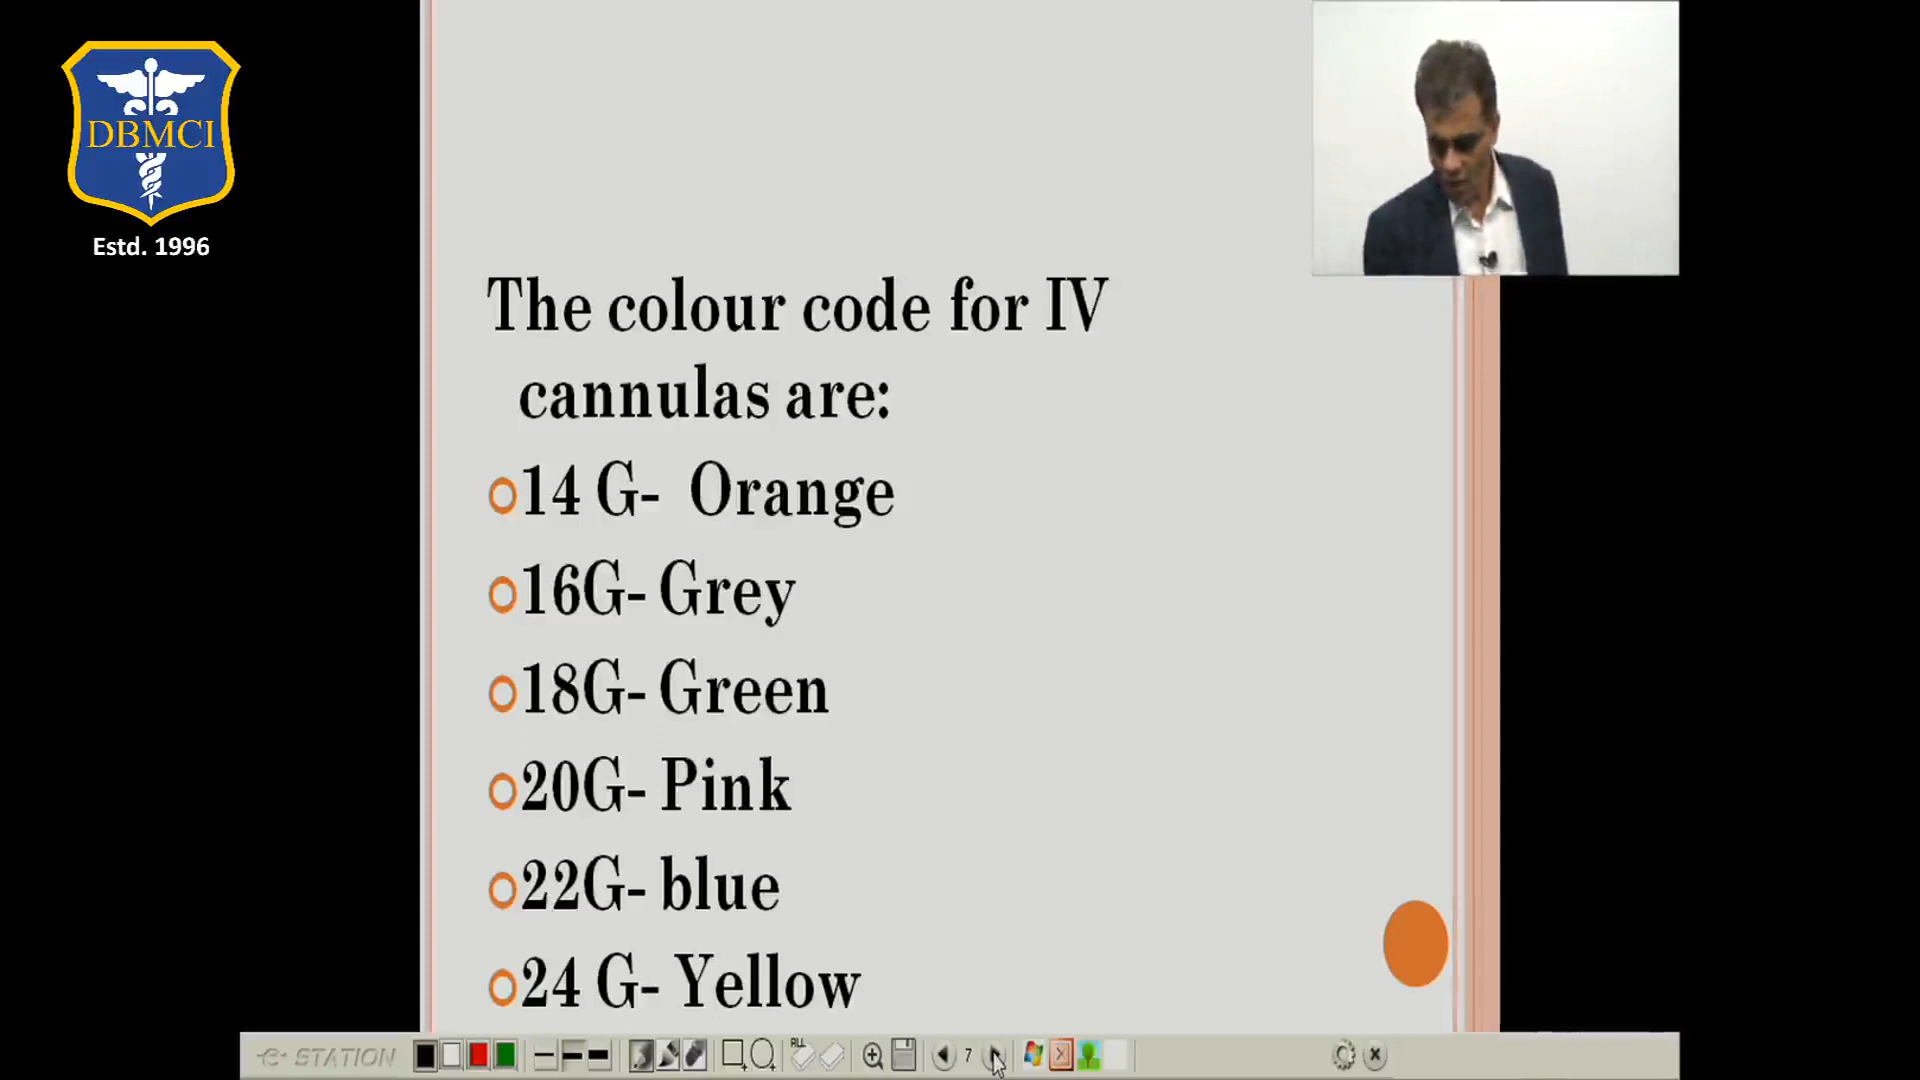 DBMCI
Estd. 1996
The colour code for IV
cannulas are:
14 G- Orange
16G- Grey
18G- Green
20G- Pink
22G- blue
24 G- Yellow
STATION
ALL
7